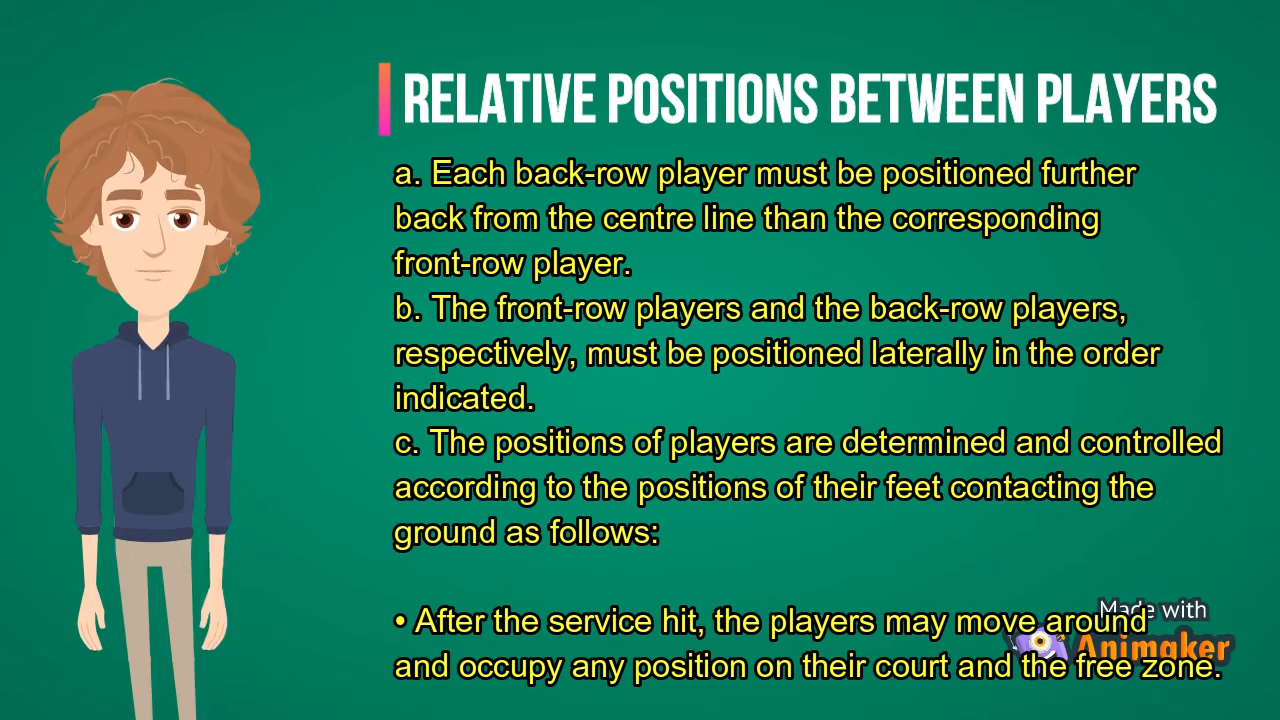 RELATIVE POSITIONS BETWEEN PLAYERS
a. Each back-row player must be positioned further
back from the centre line than the corresponding
front-row player.
b. The front-row players and the back-row players,
respectively, must be positioned laterally in the order
indicated.
c. The positions of players are determined and controlled
according to the positions of their feet contacting the
ground as follows:
• After the service hit, the players may move around
and occupy any position on their court and the free zone.
Made with
Animaker